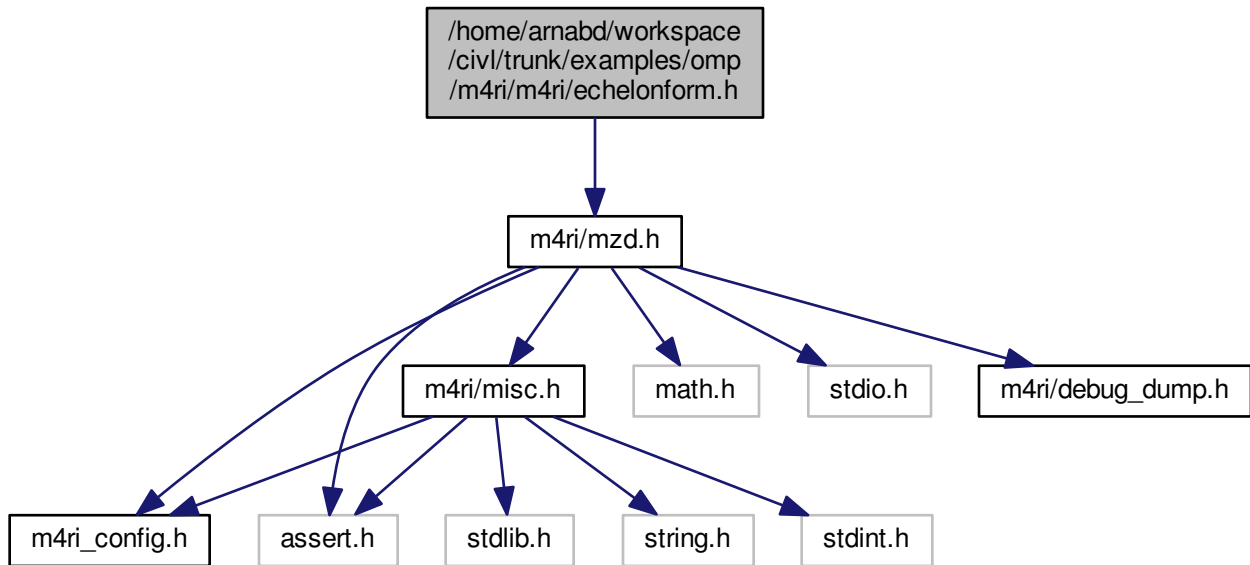 /home/arnabd/workspace
/civl/trunk/examples/omp
/m4ri/m4ri/echelonform.h
m4ri/mzd.h
m4ri/misc.h
math.h
stdio.h
m4ri/debug_dump.h
m4ri_config.h
assert.h
stdlib.h
string.h
stdint.h